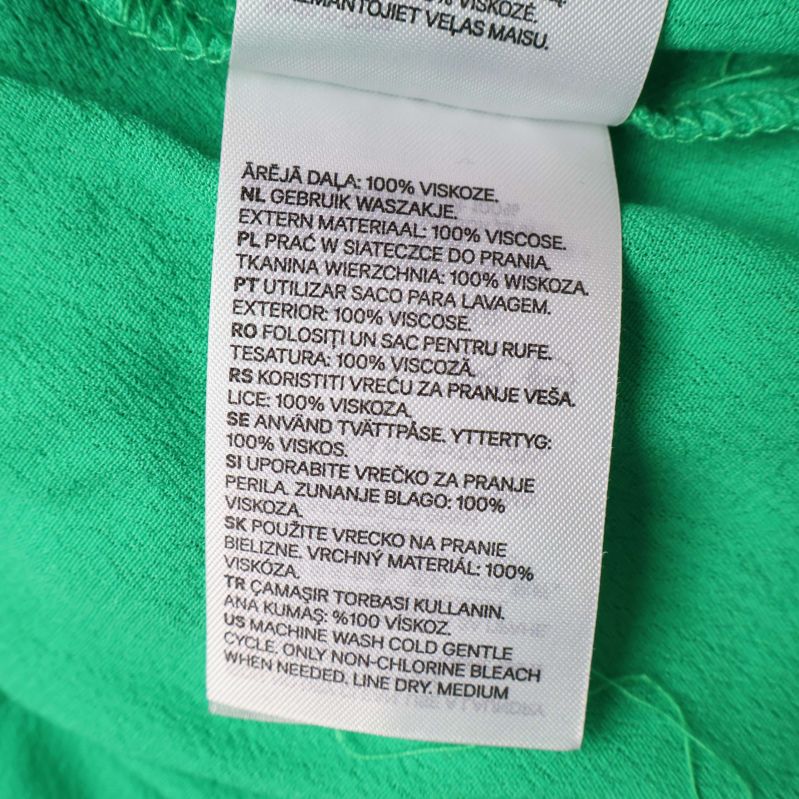 % VISKOZĖ.
IZMANTOJIET VEĻAS MAISU.
ĀRĒJĀ DAĻA: 100% VISKOZE.
NL GEBRUIK WASZAKJE.
EXTERN MATERIAAL: 100% VISCOSE.
PL PRAĆ W SIATECZCE DO PRANIA.
TKANINA WIERZCHNIA: 100% WISKOZA.
PT UTILIZAR SACO PARA LAVAGEM.
EXTERIOR: 100% VISCOSE.
RO FOLOSIȚI UN SAC PENTRU RUFE.
TESATURA: 100% VISCOZĂ.
RS KORISTITI VREĆU ZA PRANJE VEŠA.
LICE: 100% VISKOZA.
SE ANVÄND TVÄTTPÅSE. YTTERTYG:
100% VISKOS.
SI UPORABITE VREČKO ZA PRANJE
PERILA. ZUNANJE BLAGO: 100%
VISKOZA.
SK POUŽITE VRECKO NA PRANIE
BIELIZNE. VRCHNÝ MATERIÁL: 100%
VISKÓZA.
TR ÇAMAŞIR TORBASI KULLANIN.
ANA KUMAŞ: %100 VİSKOZ.
US MACHINE WASH COLD GENTLE
CYCLE. ONLY NON-CHLORINE BLEACH
WHEN NEEDED. LINE DRY. MEDIUM